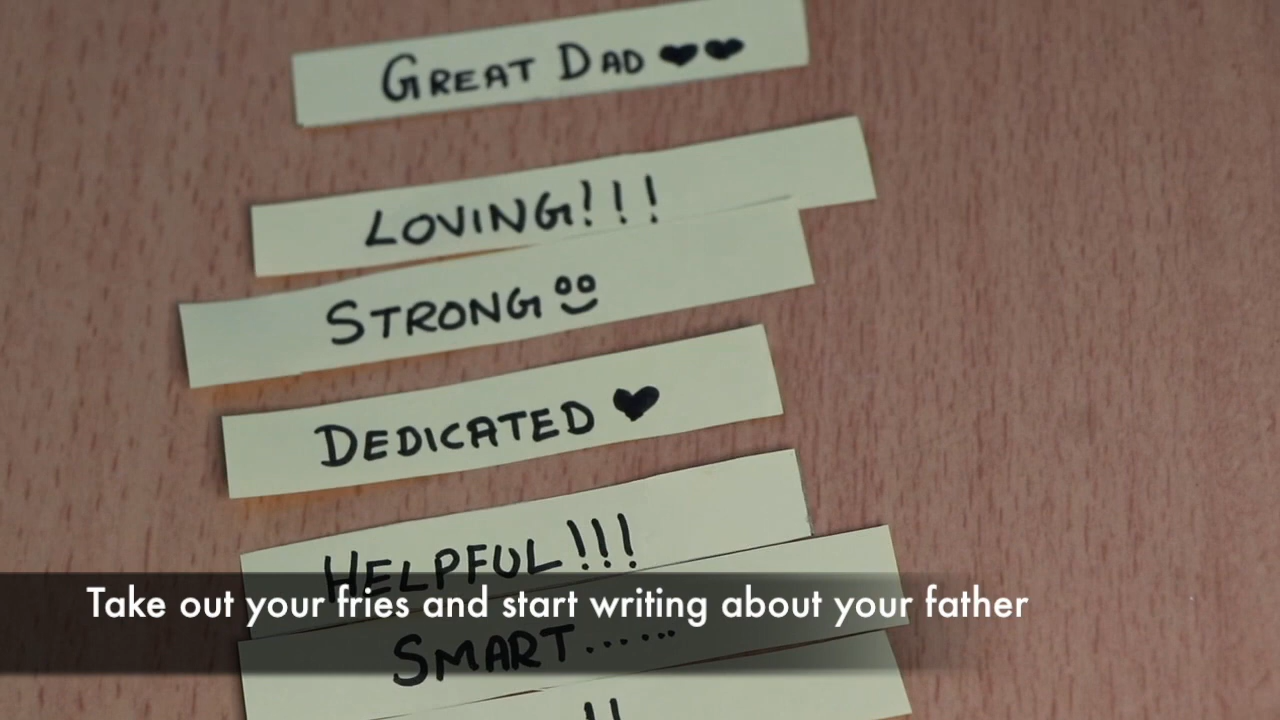 GREAT DAD ♥♥
LOVING!!!
STRONG
DEDICATED ♥
HELPFUL!!!
Take out your fries and start writing about your father
SMART......
!!